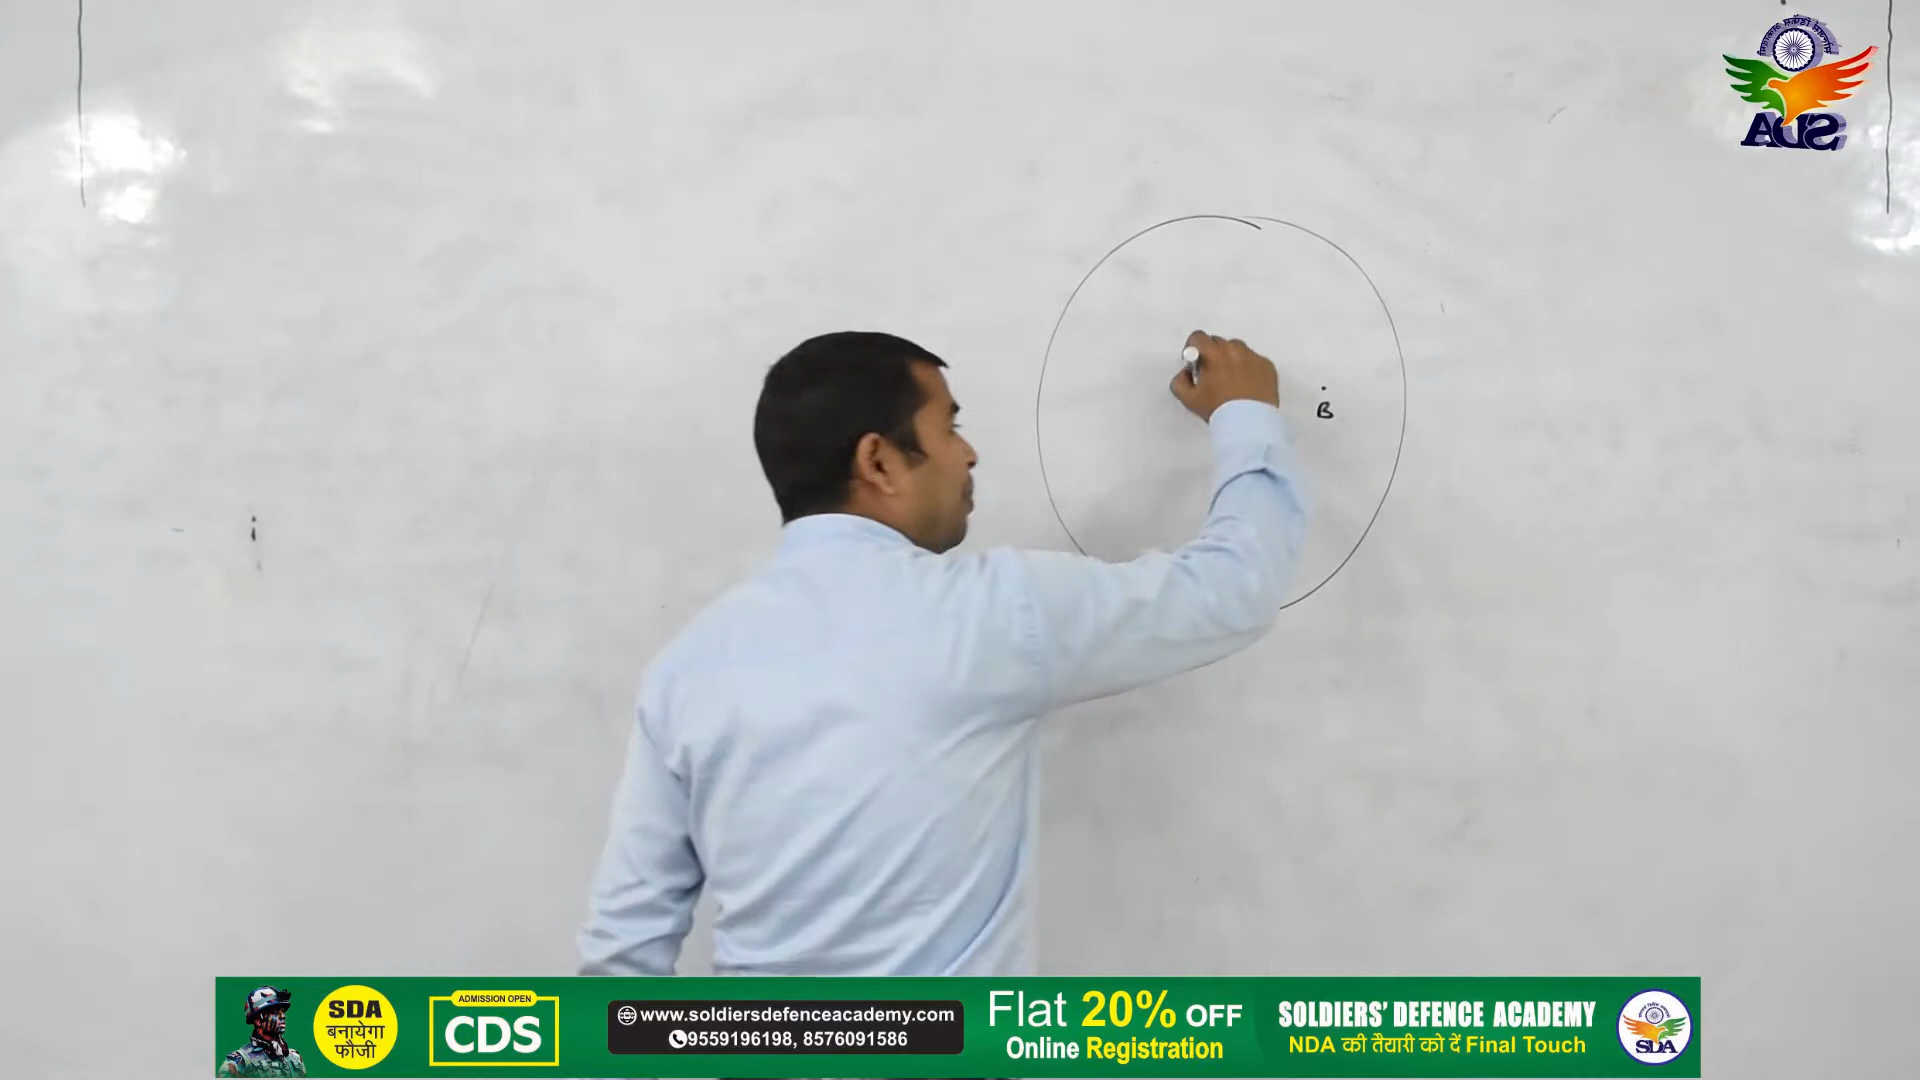 B
SDA
बनायेगा
फौजी
ADMISSION OPEN
CDS
www.soldiersdefenceacademy.com
9559196198, 8576091586
Flat 20% OFF
Online Registration
SOLDIERS' DEFENCE ACADEMY
NDA की तैयारी को दें Final Touch
SDA